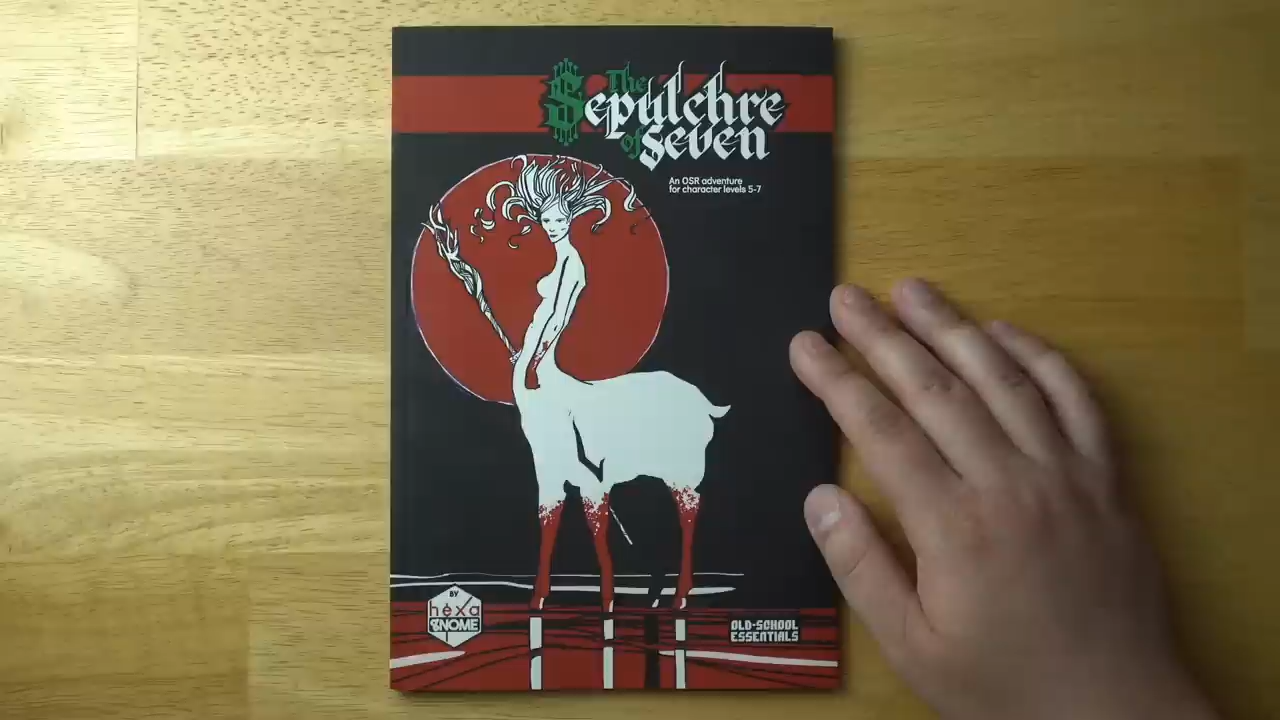 The
Sepulchre
of Seven
An OSR adventure
for character levels 5-7
BY
hexa
GNOME
OLD-SCHOOL
ESSENTIALS